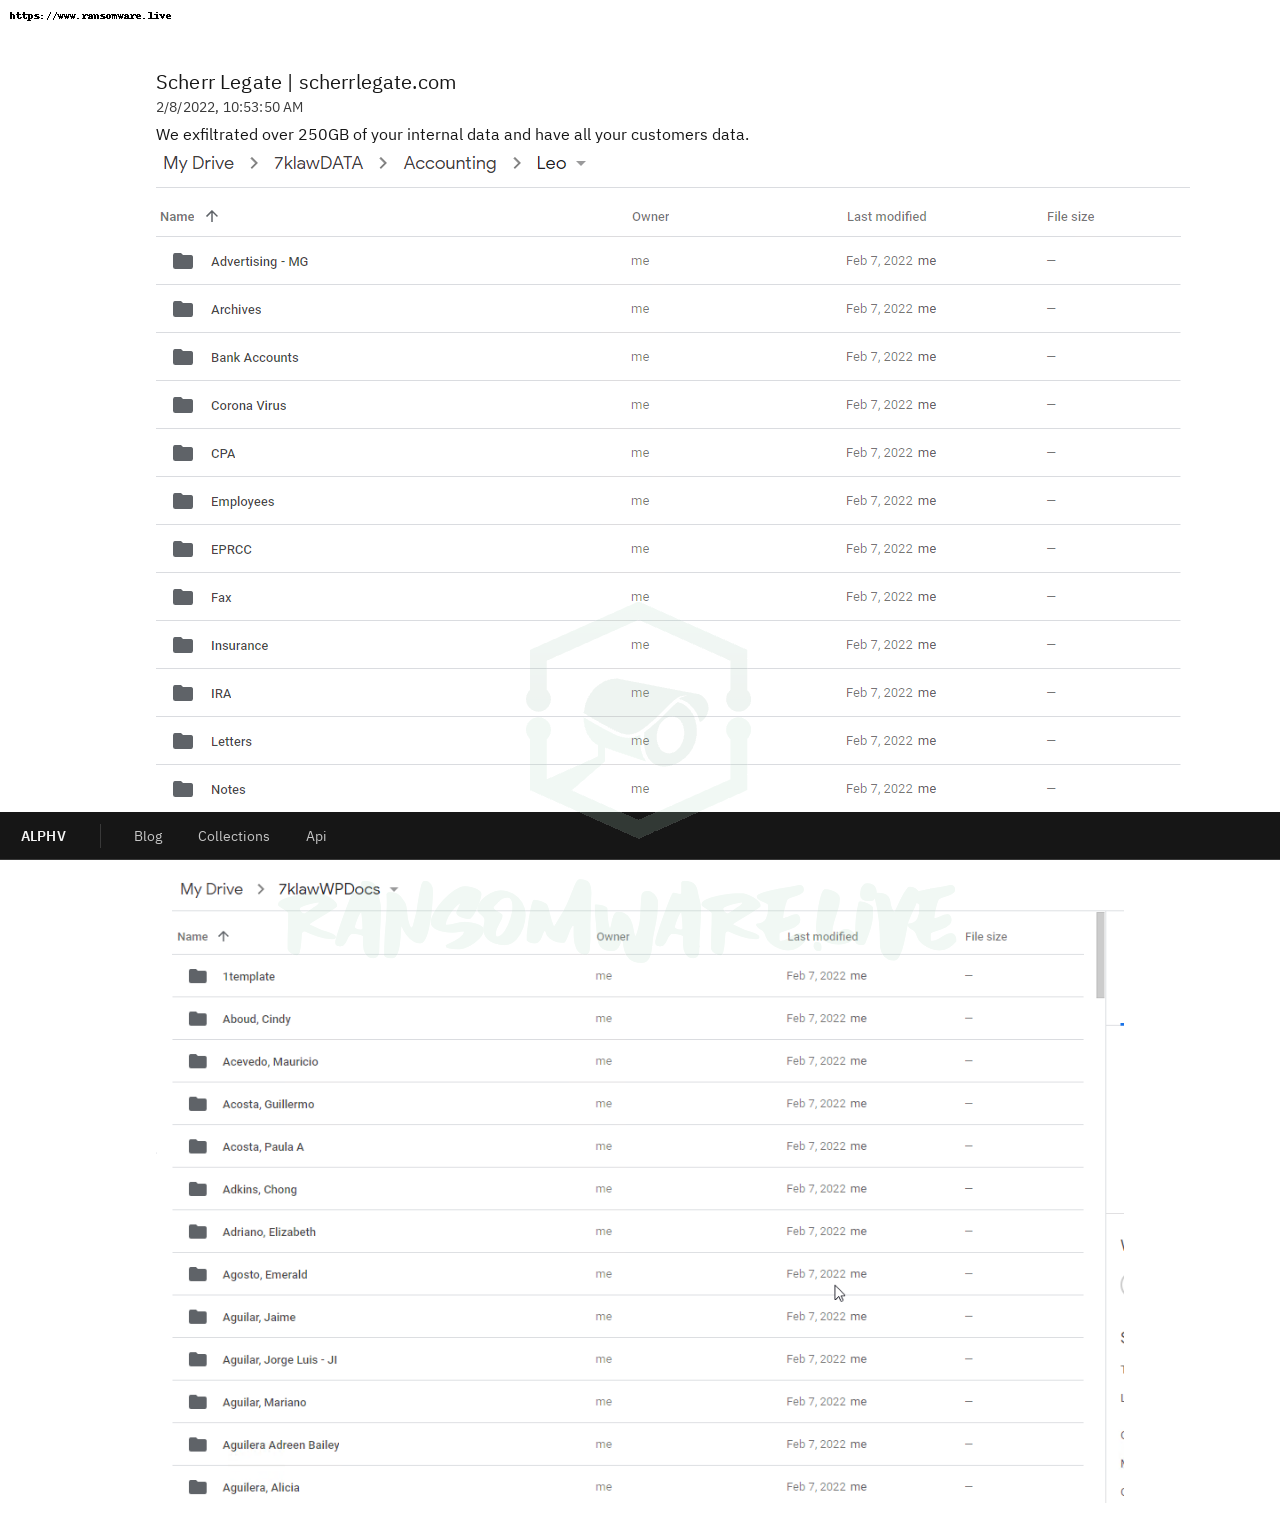 https://www.ransomware.live
Scherr Legate | scherrlegate.com
2/8/2022, 10:53:50 AM
We exfiltrated over 250GB of your internal data and have all your customers data.
My Drive > 7klawDATA > Accounting > Leo
Name Owner Last modified File size
Advertising - MG me Feb 7, 2022 me —
Archives me Feb 7, 2022 me —
Bank Accounts me Feb 7, 2022 me —
Corona Virus me Feb 7, 2022 me —
CPA me Feb 7, 2022 me —
Employees me Feb 7, 2022 me —
EPRCC me Feb 7, 2022 me —
Fax me Feb 7, 2022 me —
Insurance me Feb 7, 2022 me —
IRA me Feb 7, 2022 me —
Letters me Feb 7, 2022 me —
Notes me Feb 7, 2022 me —
ALPHV Blog Collections Api
My Drive > 7klawWPDocs
RANSOMWARE.LIVE
Name Owner Last modified File size
1template me Feb 7, 2022 me —
Aboud, Cindy me Feb 7, 2022 me —
Acevedo, Mauricio me Feb 7, 2022 me —
Acosta, Guillermo me Feb 7, 2022 me —
Acosta, Paula A me Feb 7, 2022 me —
Adkins, Chong me Feb 7, 2022 me —
Adriano, Elizabeth me Feb 7, 2022 me —
Agosto, Emerald me Feb 7, 2022 me —
Aguilar, Jaime me Feb 7, 2022 me —
Aguilar, Jorge Luis - JI me Feb 7, 2022 me —
Aguilar, Mariano me Feb 7, 2022 me —
Aguilera Adreen Bailey me Feb 7, 2022 me —
Aguilera, Alicia me Feb 7, 2022 me —